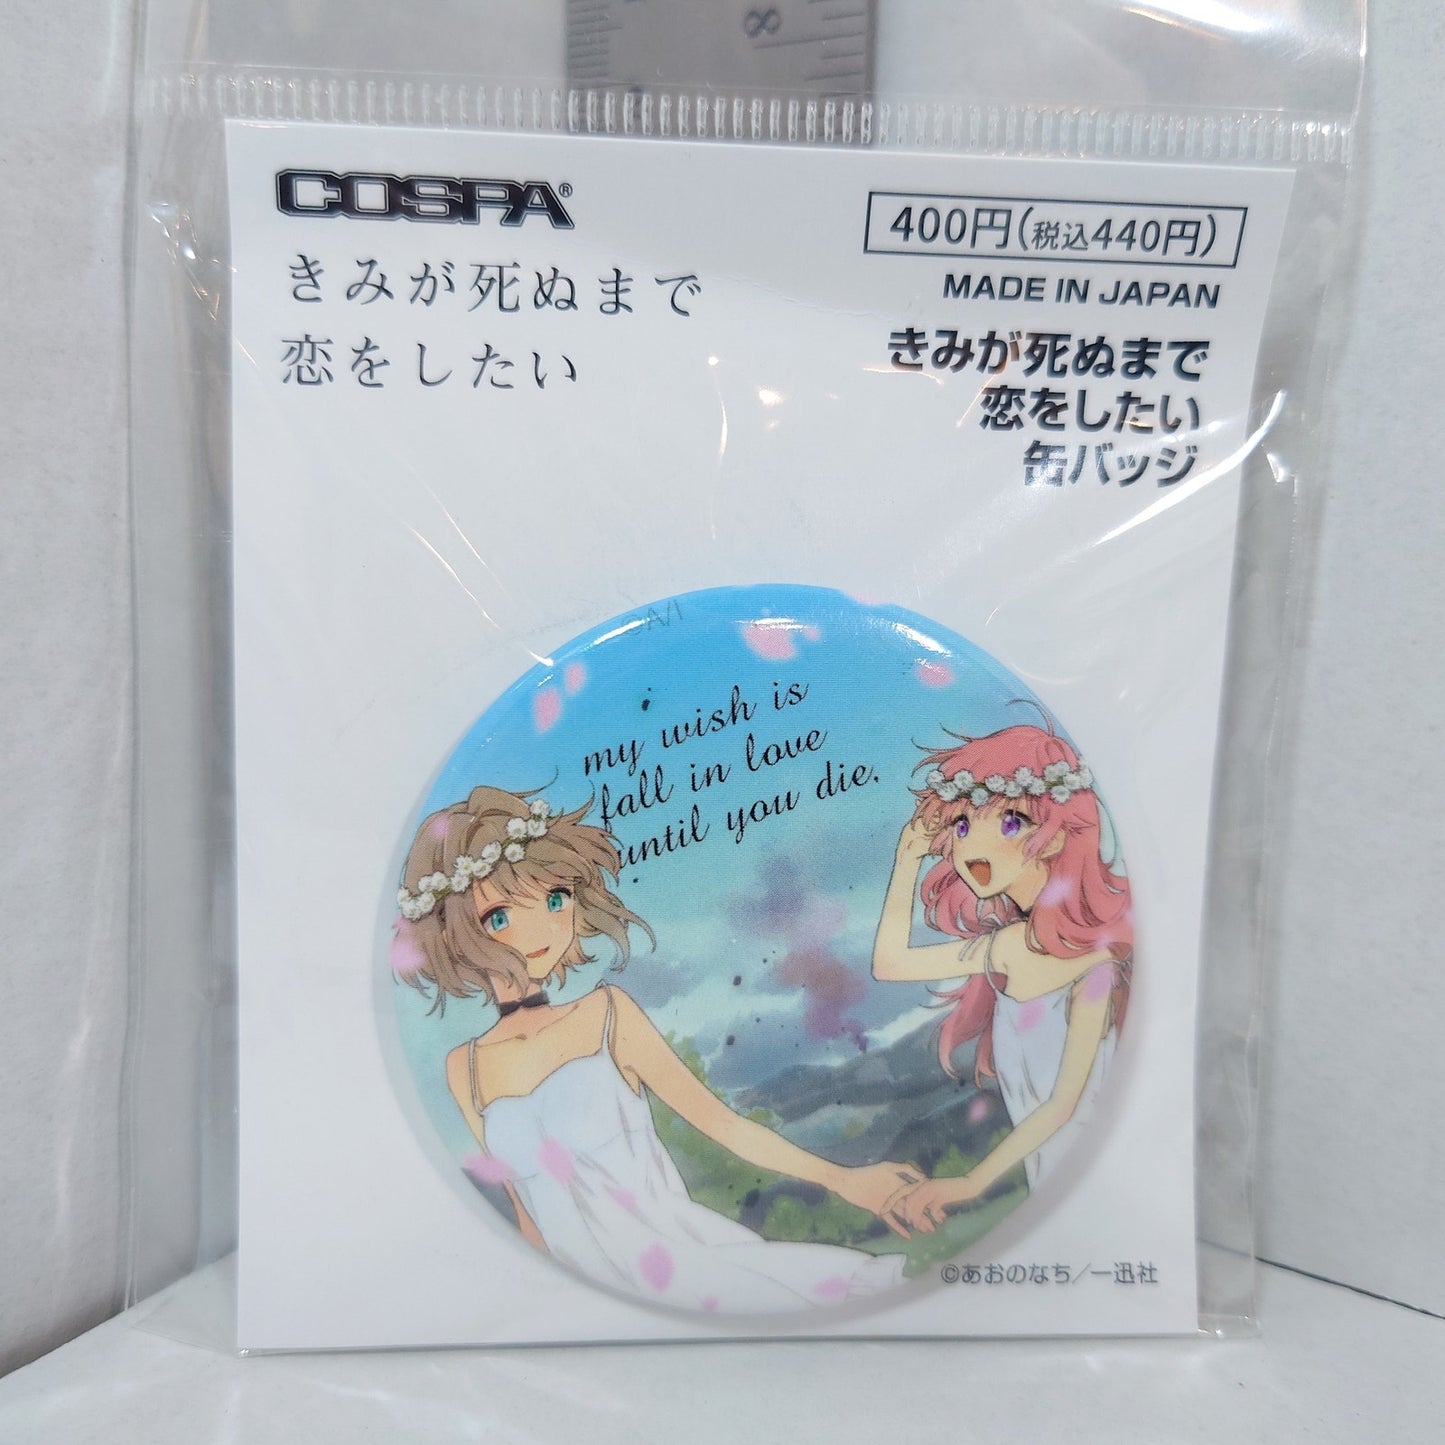 8
COSPA®
きみが死ぬまで
恋をしたい
400円(税込440円)
MADE IN JAPAN
きみが死ぬまで
恋をしたい
缶バッジ
©A/I
my wish is
fall in love
until you die.
©あおのなち/一迅社